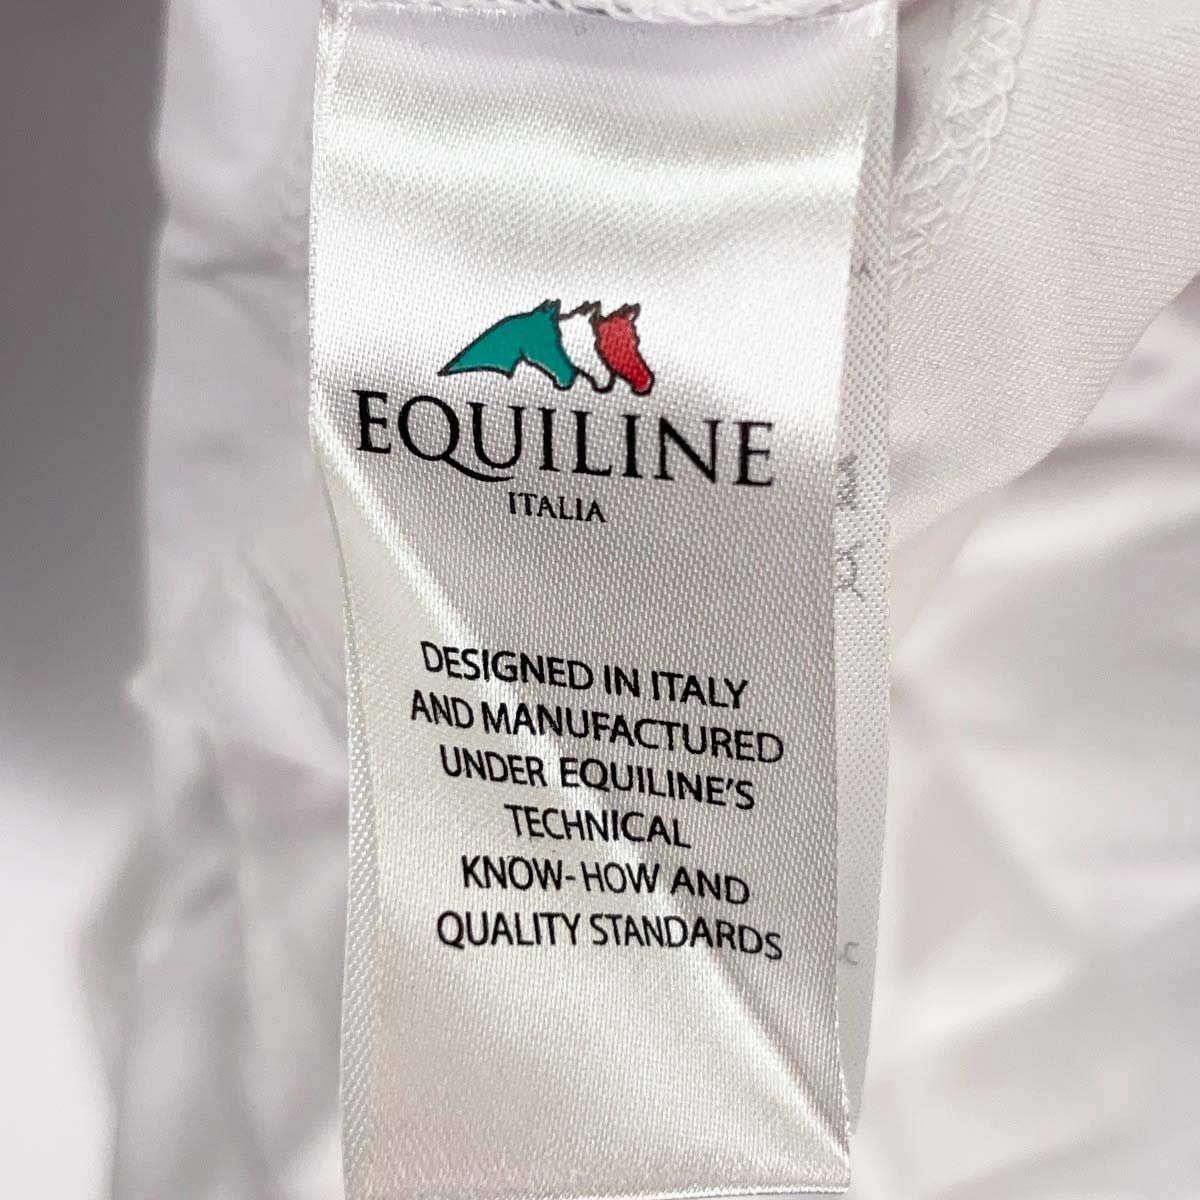 EQUILINE
ITALIA
DESIGNED IN ITALY
AND MANUFACTURED
UNDER EQUILINE'S
TECHNICAL
KNOW-HOW AND
QUALITY STANDARDS